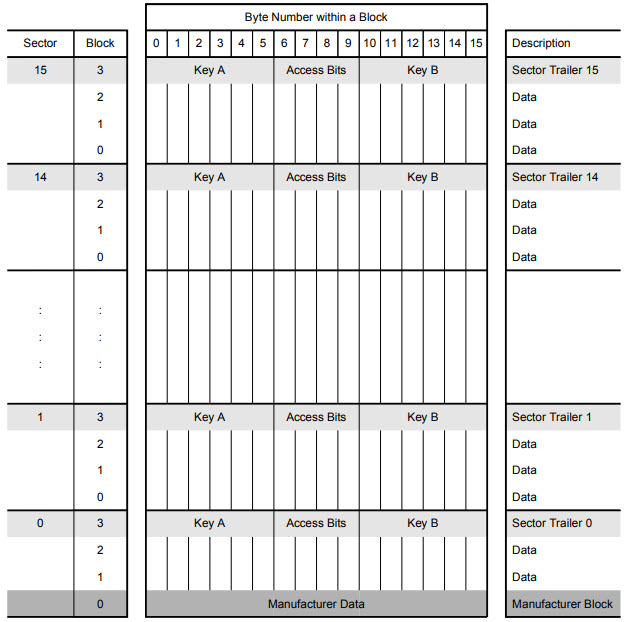 Byte Number within a Block
Sector Block 0 1 2 3 4 5 6 7 8 9 10 11 12 13 14 15 Description
15 3 Key A Access Bits Key B Sector Trailer 15
2 Data
1 Data
0 Data
14 3 Key A Access Bits Key B Sector Trailer 14
2 Data
1 Data
0 Data
: :
: :
: :
1 3 Key A Access Bits Key B Sector Trailer 1
2 Data
1 Data
0 Data
0 3 Key A Access Bits Key B Sector Trailer 0
2 Data
1 Data
0 Manufacturer Data Manufacturer Block